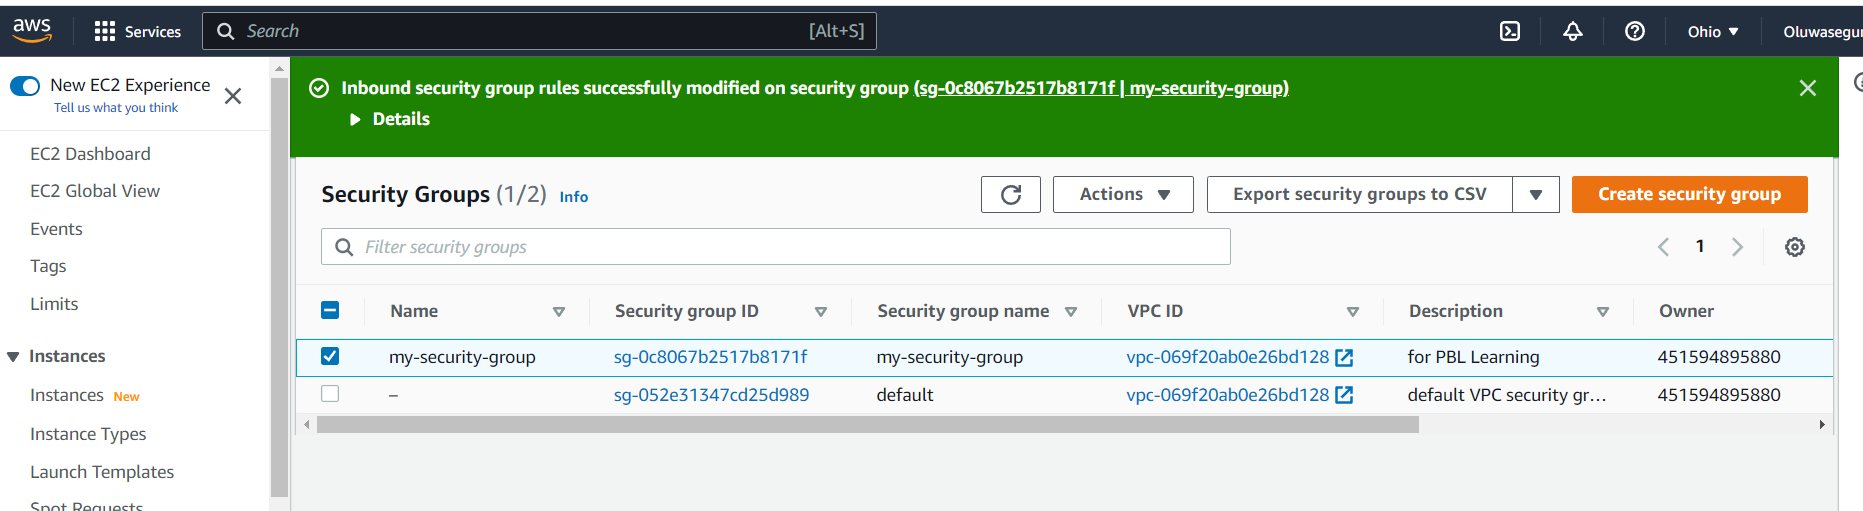 aws
Services
Search
[Alt+S]
Ohio
Oluwasegu
New EC2 Experience
Tell us what you think
EC2 Dashboard
EC2 Global View
Events
Tags
Limits
Instances
Instances New
Instance Types
Launch Templates
Spot Requests
Inbound security group rules successfully modified on security group (sg-0c8067b2517b8171f | my-security-group)
Details
Security Groups (1/2) Info
Actions
Export security groups to CSV
Create security group
Filter security groups
1
Name Security group ID Security group name VPC ID Description Owner
my-security-group sg-0c8067b2517b8171f my-security-group vpc-069f20ab0e26bd128 for PBL Learning 451594895880
– sg-052e31347cd25d989 default vpc-069f20ab0e26bd128 default VPC security gr... 451594895880